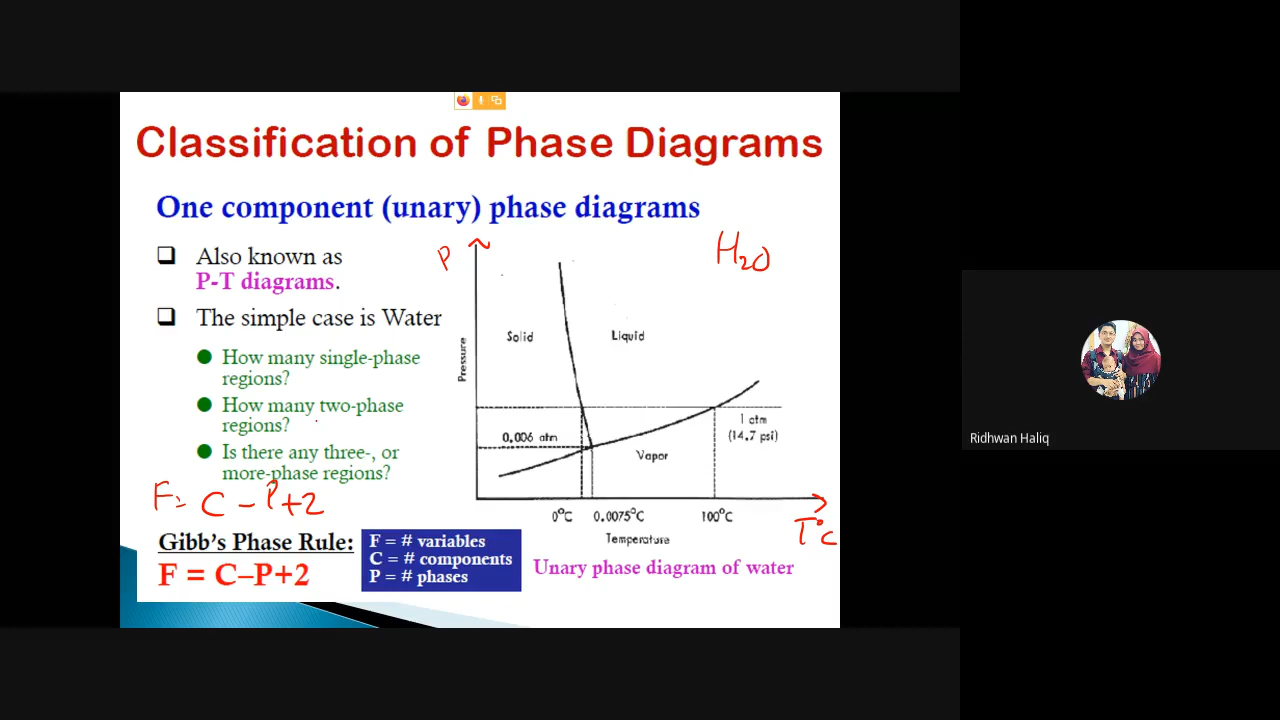 Classification of Phase Diagrams
One component (unary) phase diagrams
❑ Also known as
P-T diagrams.
❑ The simple case is Water
● How many single-phase
regions?
● How many two-phase
regions?
● Is there any three-, or
more-phase regions?
F= C - P+2
Gibb's Phase Rule:
F = C–P+2
F = # variables
C = # components
P = # phases
P
H2O
Solid
Liquid
Pressure
1 atm
(14.7 psi)
0.006 atm
Vapor
0°C
0.0075°C
100°C
T°C
Temperature
Unary phase diagram of water
Ridhwan Haliq